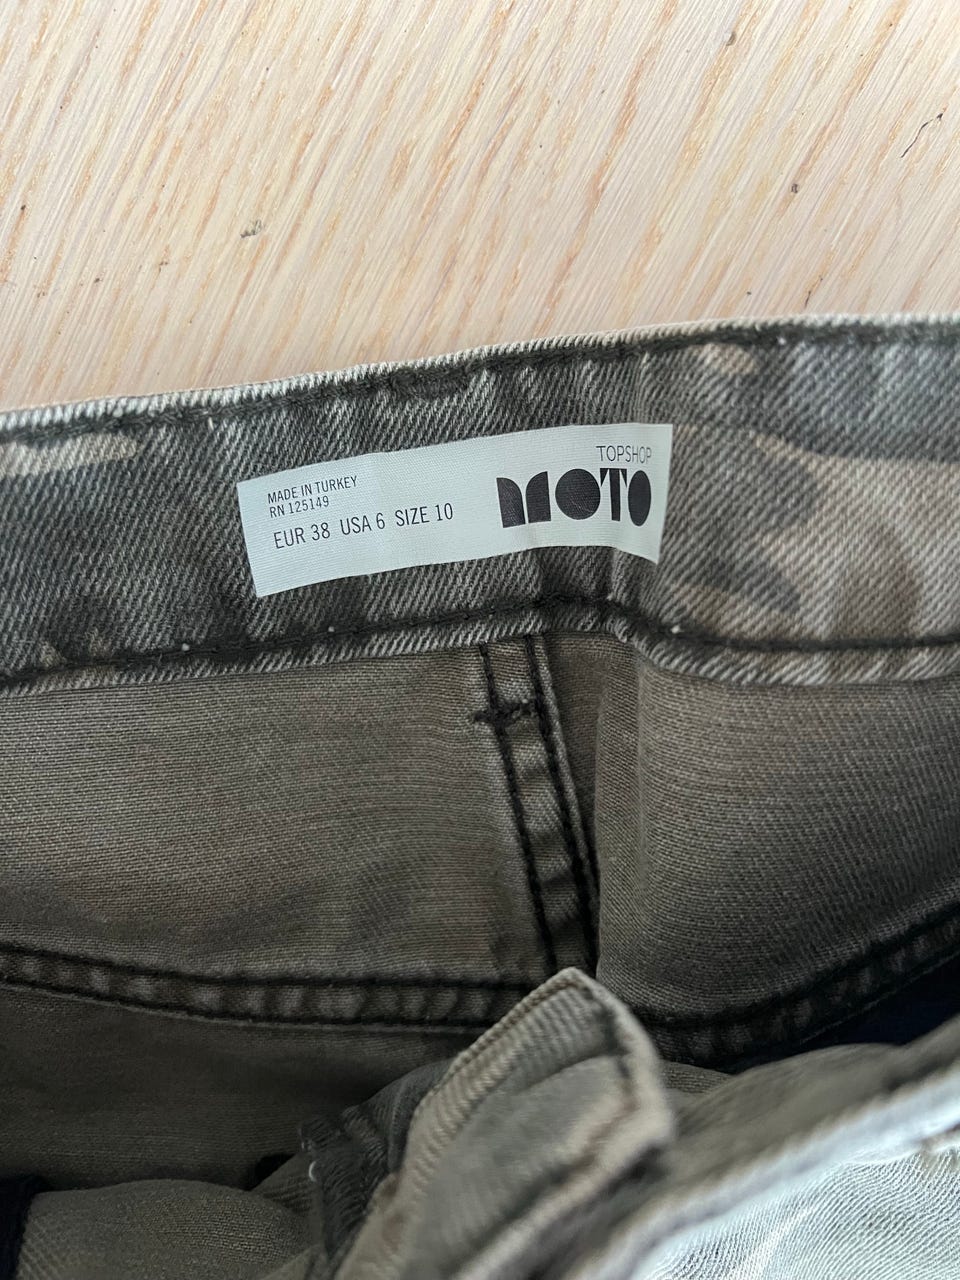 MADE IN TURKEY
RN 125149
EUR 38 USA 6 SIZE 10
TOPSHOP
MOTO